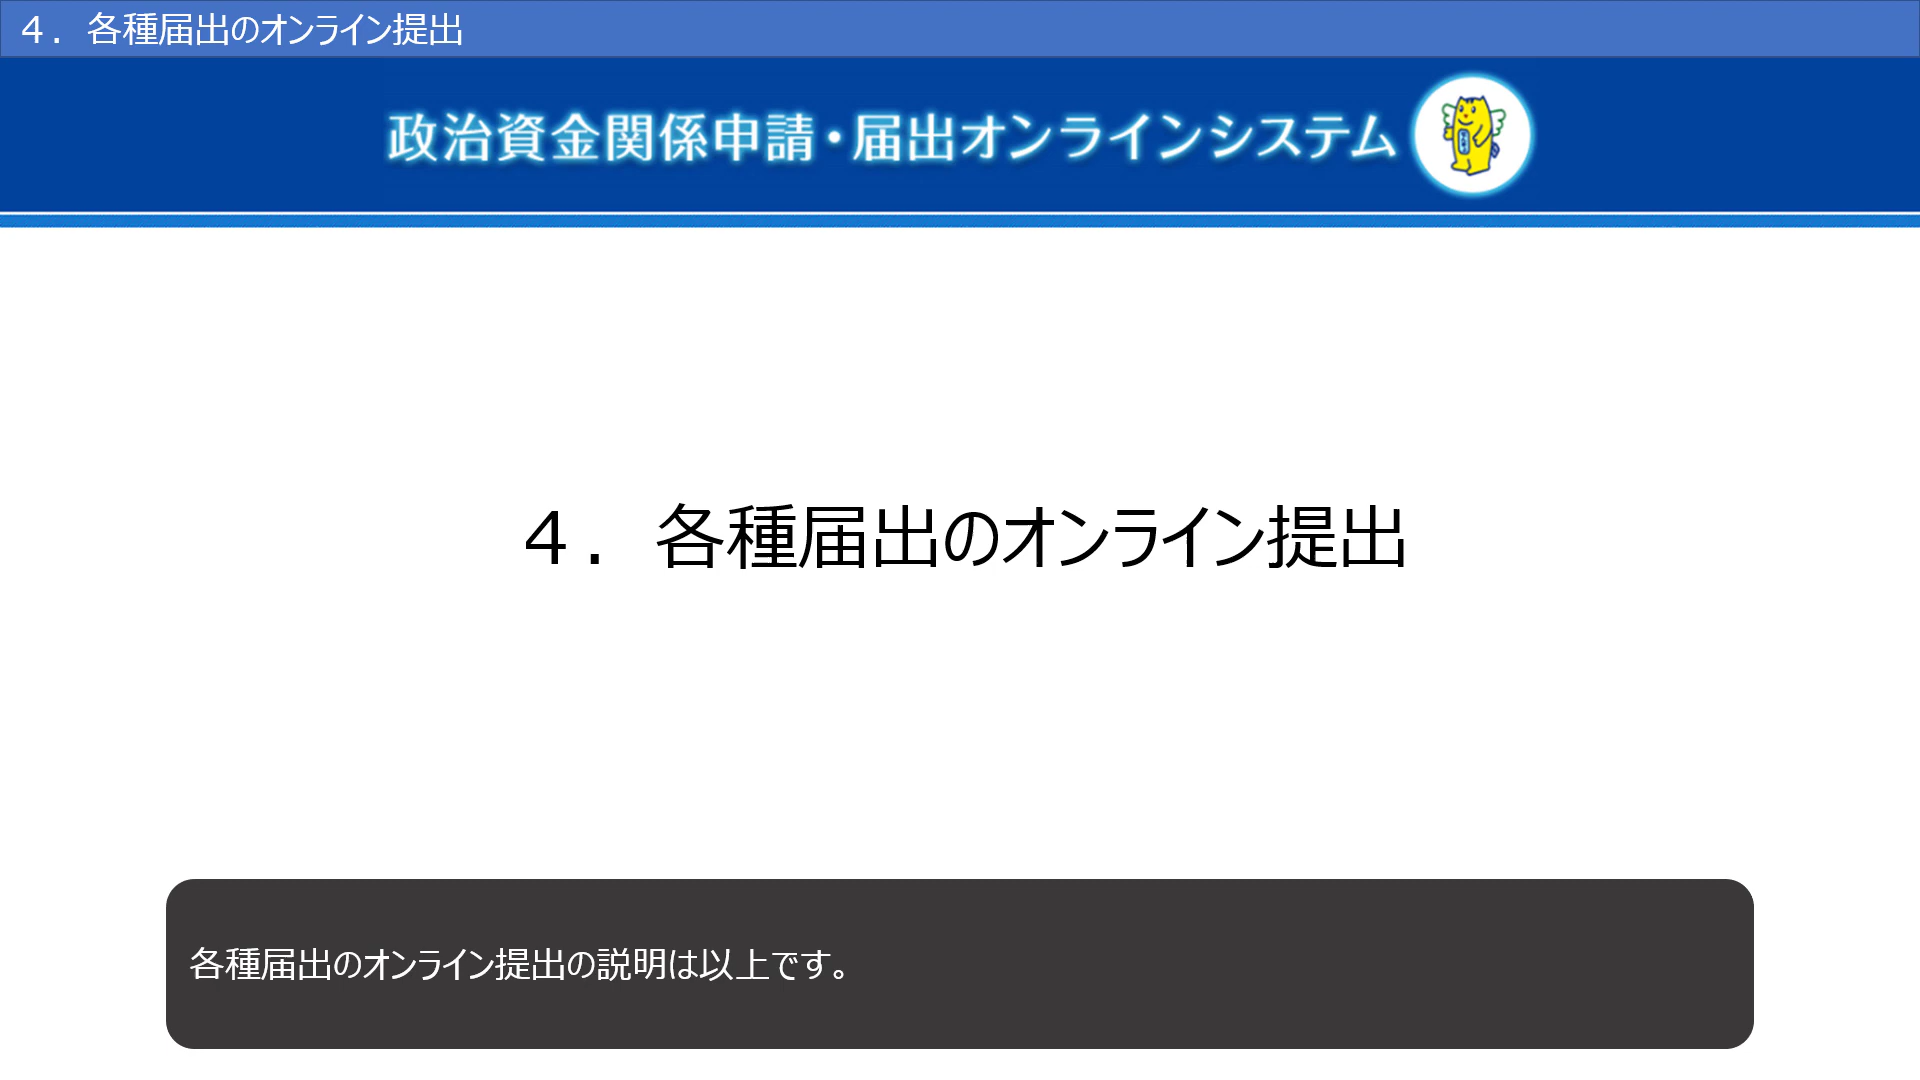 ４．各種届出のオンライン提出
政治資金関係申請・届出オンラインシステム
４．各種届出のオンライン提出
各種届出のオンライン提出の説明は以上です。